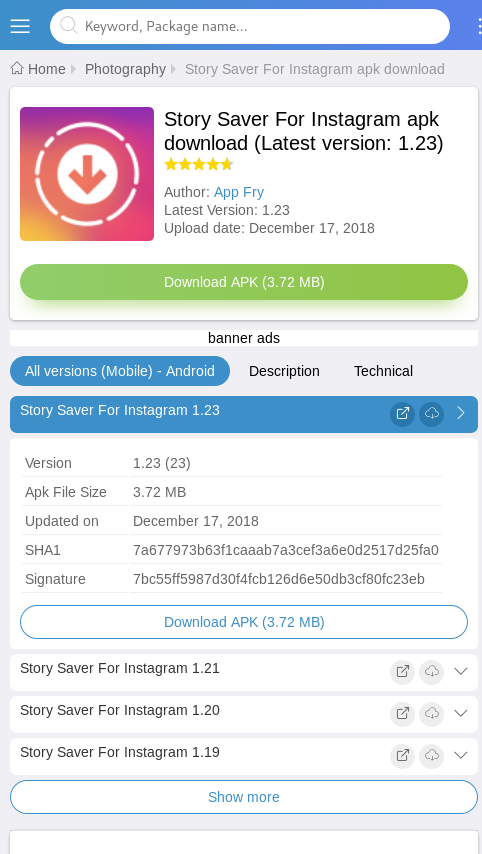 Keyword, Package name...
Home Photography Story Saver For Instagram apk download
Story Saver For Instagram apk
download (Latest version: 1.23)
Author: App Fry
Latest Version: 1.23
Upload date: December 17, 2018
Download APK (3.72 MB)
banner ads
All versions (Mobile) - Android Description Technical
Story Saver For Instagram 1.23
Version 1.23 (23)
Apk File Size 3.72 MB
Updated on December 17, 2018
SHA1 7a677973b63f1caaab7a3cef3a6e0d2517d25fa0
Signature 7bc55ff5987d30f4fcb126d6e50db3cf80fc23eb
Download APK (3.72 MB)
Story Saver For Instagram 1.21
Story Saver For Instagram 1.20
Story Saver For Instagram 1.19
Show more